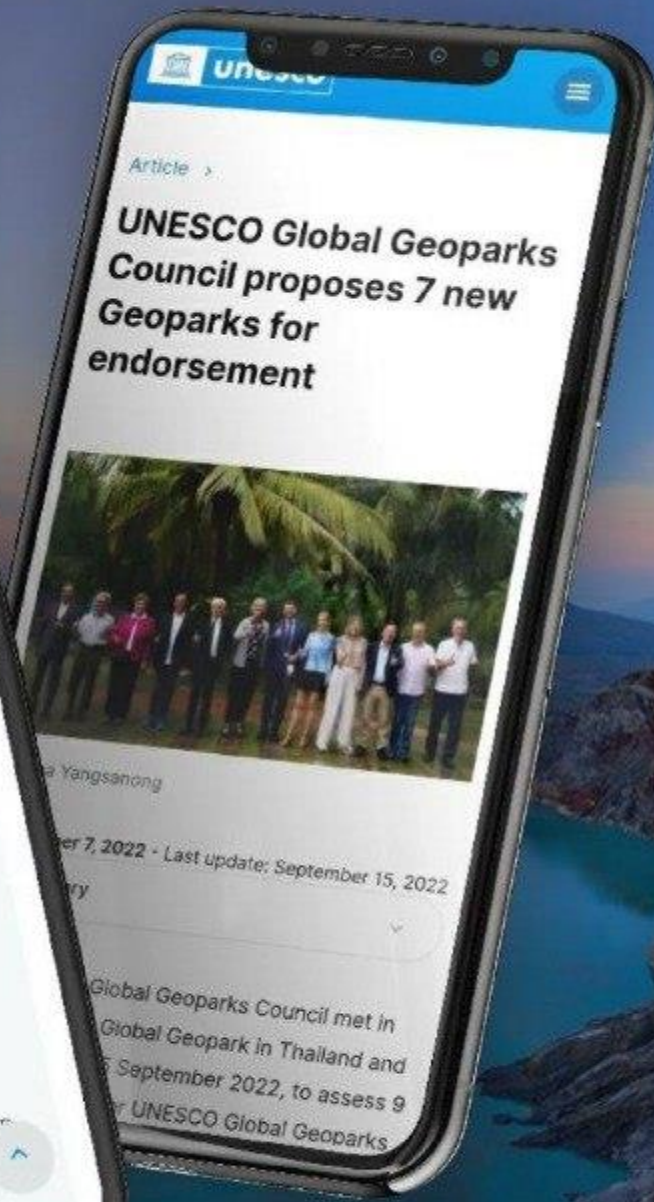 unesco
Article >
UNESCO Global Geoparks
Council proposes 7 new
Geoparks for
endorsement
Yangsanong
7, 2022 - Last update: September 15, 2022
Global Geoparks Council met in
Global Geopark in Thailand and
September 2022, to assess 9
UNESCO Global Geoparks